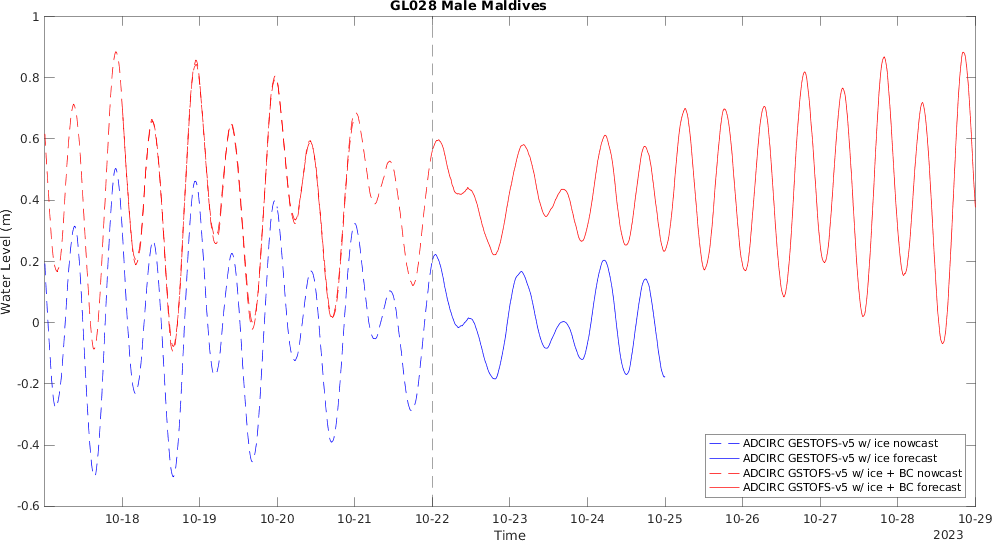 GL028 Male Maldives
1
0.8
0.6
0.4
0.2
0
-0.2
-0.4
-0.6
Water Level (m)
ADCIRC GESTOFS-v5 w/ ice nowcast
ADCIRC GESTOFS-v5 w/ ice forecast
ADCIRC GSTOFS-v5 w/ ice + BC nowcast
ADCIRC GSTOFS-v5 w/ ice + BC forecast
10-18 10-19 10-20 10-21 10-22 10-23 10-24 10-25 10-26 10-27 10-28 10-29
Time
2023